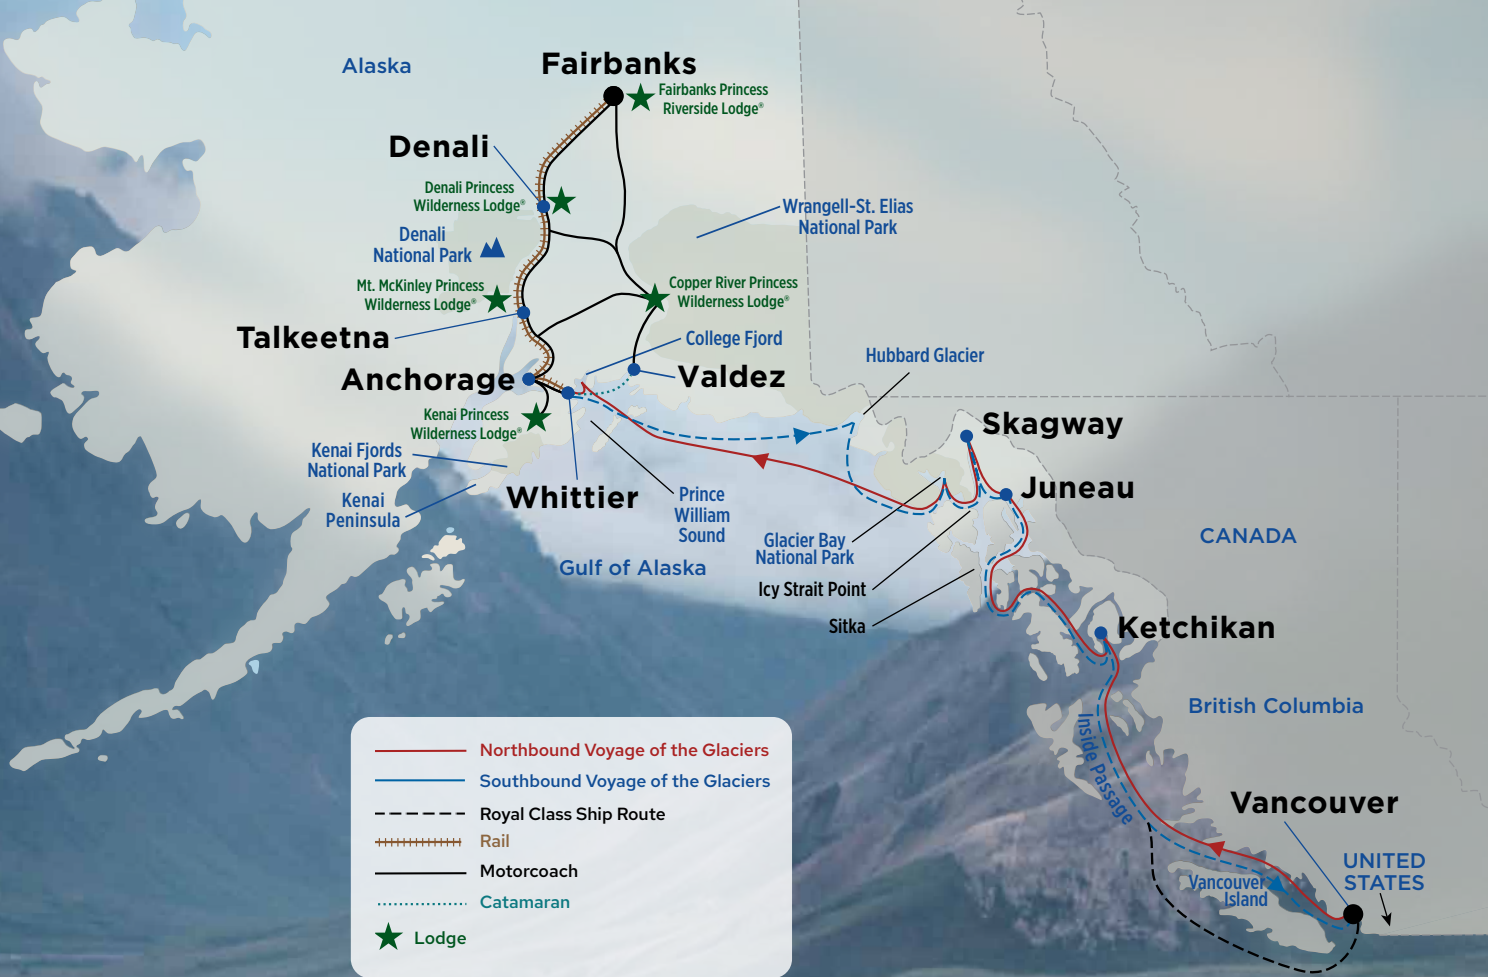 Alaska
Fairbanks
Fairbanks Princess
Riverside Lodge®
Denali
Denali Princess
Wilderness Lodge®
Wrangell-St. Elias
National Park
Denali
National Park
Mt. McKinley Princess
Wilderness Lodge®
Copper River Princess
Wilderness Lodge®
Talkeetna
College Fjord
Hubbard Glacier
Anchorage
Valdez
Kenai Princess
Wilderness Lodge®
Skagway
Kenai Fjords
National Park
Kenai
Peninsula
Whittier
Prince
William
Sound
Juneau
Glacier Bay
National Park
CANADA
Gulf of Alaska
Icy Strait Point
Sitka
Ketchikan
British Columbia
Inside Passage
Vancouver
UNITED
STATES
Vancouver
Island
Northbound Voyage of the Glaciers
Southbound Voyage of the Glaciers
Royal Class Ship Route
Rail
Motorcoach
Catamaran
Lodge